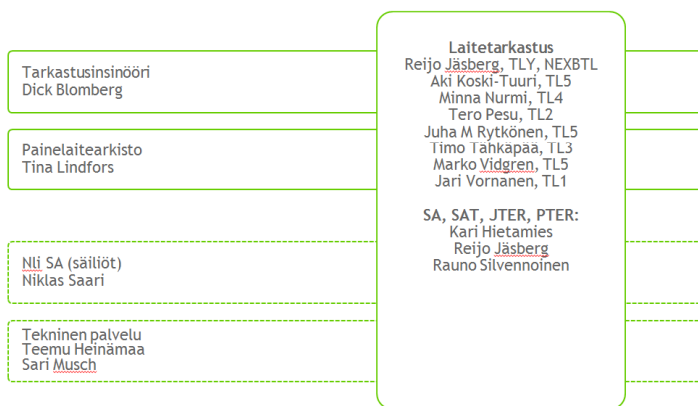 Tarkastusinsinööri
Dick Blomberg
Painelaitearkisto
Tina Lindfors
Nli SA (säiliöt)
Niklas Saari
Tekninen palvelu
Teemu Heinämaa
Sari Musch
Laitetarkastus
Reijo Jäsberg, TLY, NEXBTL
Aki Koski-Tuuri, TL5
Minna Nurmi, TL4
Tero Pesu, TL2
Juha M Rytkönen, TL5
Timo Tähkäpää, TL3
Marko Vidgren, TL5
Jari Vornanen, TL1
SA, SAT, JTER, PTER:
Kari Hietamies
Reijo Jäsberg
Rauno Silvennoinen